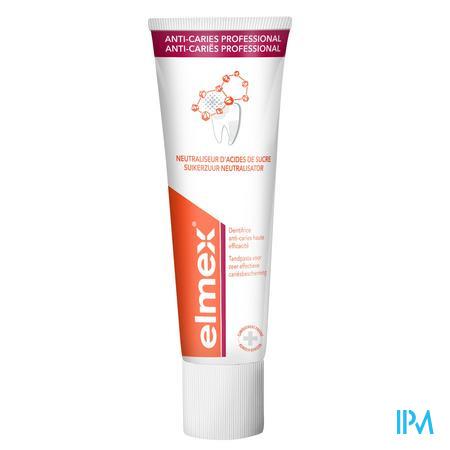 ANTI-CARIES PROFESSIONAL
ANTI-CARIËS PROFESSIONAL
NEUTRALISEUR D'ACIDES DE SUCRE
SUIKERZUUR NEUTRALISATOR
Dentifrice
anti-caries haute
efficacité
Tandpasta voor
zeer effectieve
cariësbescherming
elmex®
IPM